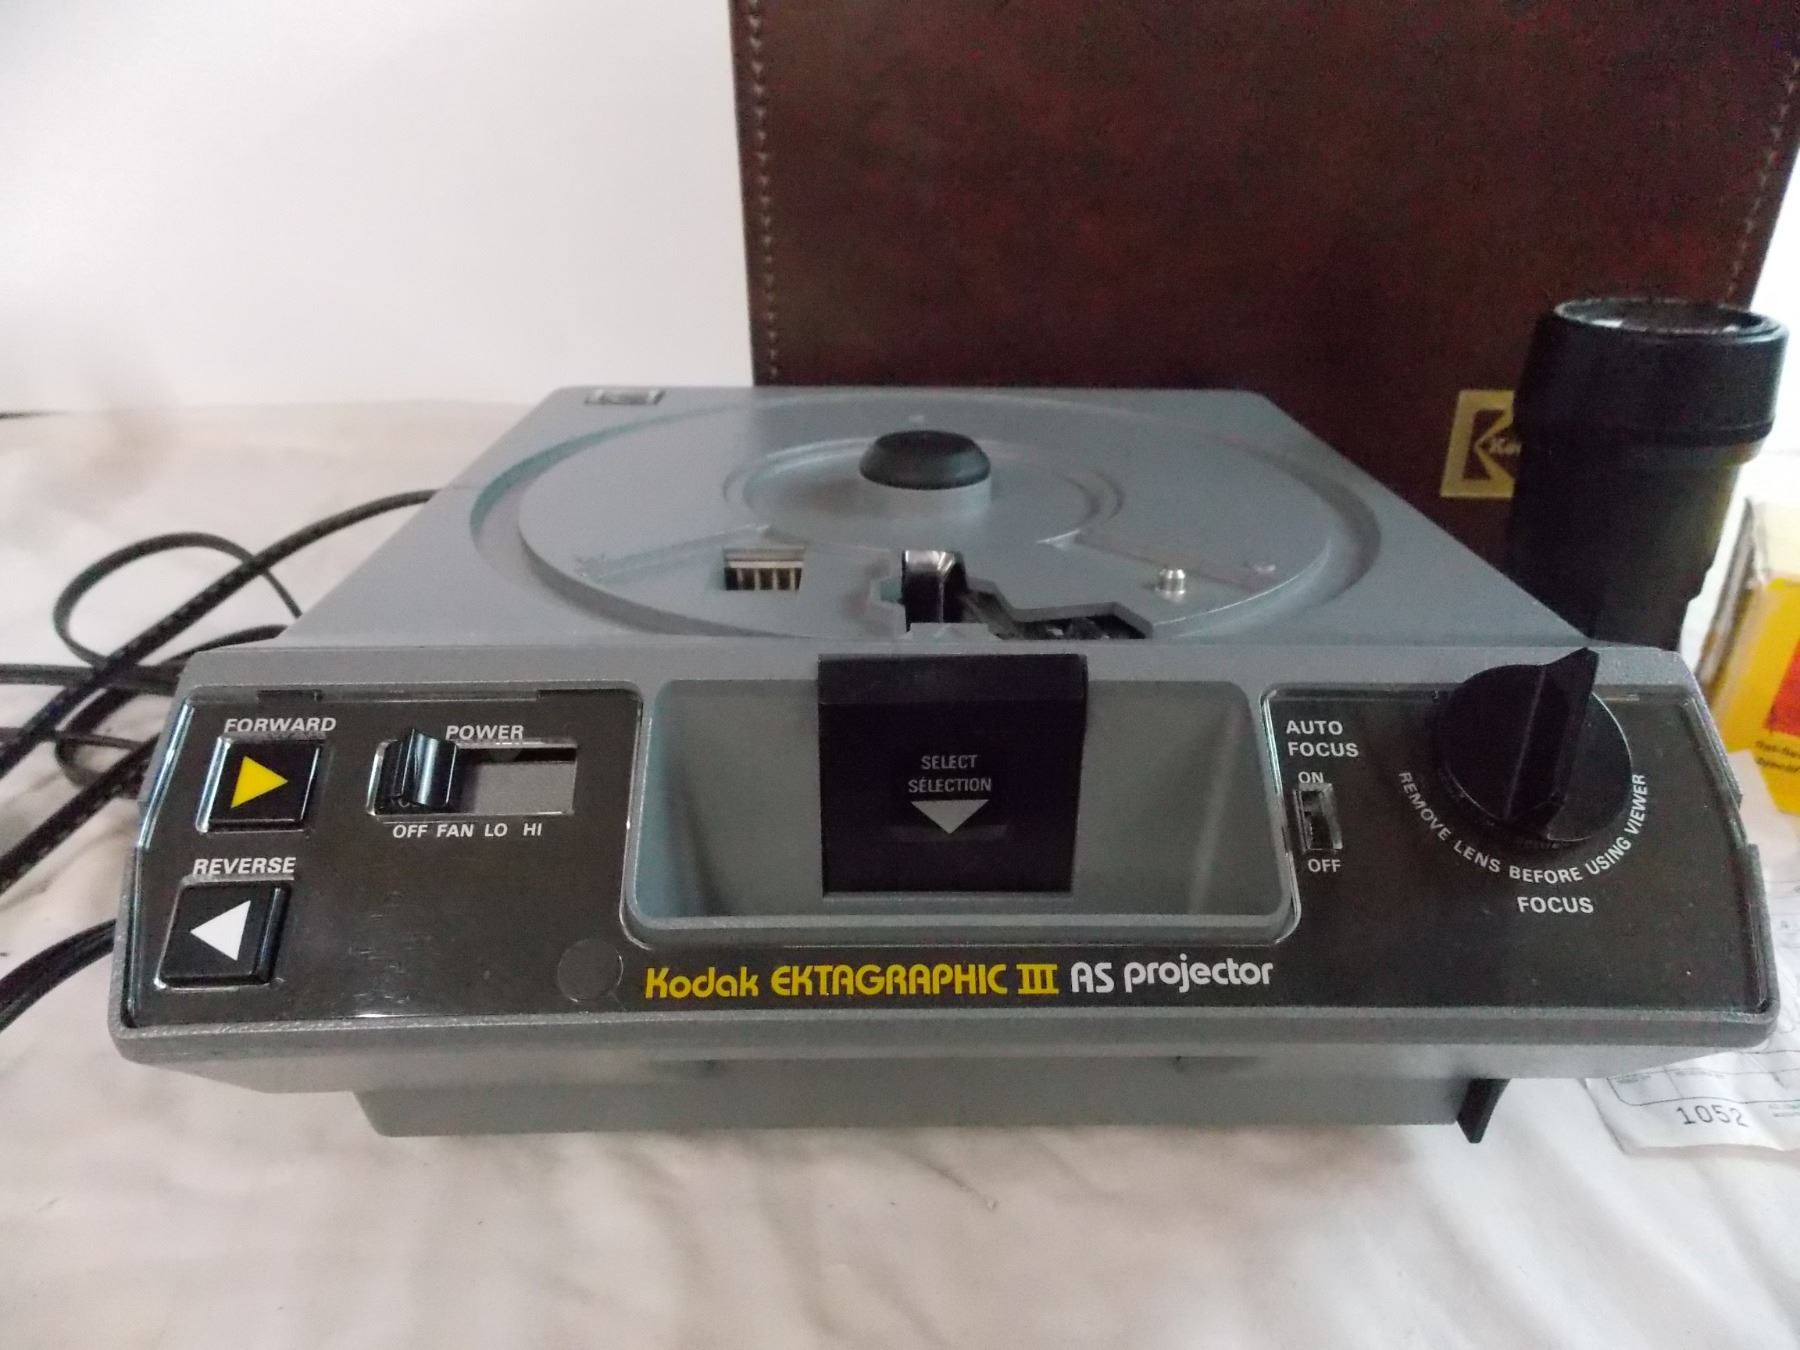 FORWARD
POWER
OFF FAN LO HI
REVERSE
SELECT
SÉLECTION
AUTO
FOCUS
ON
OFF
REMOVE LENS BEFORE USING VIEWER
FOCUS
Kodak EKTAGRAPHIC III AS projector
1052